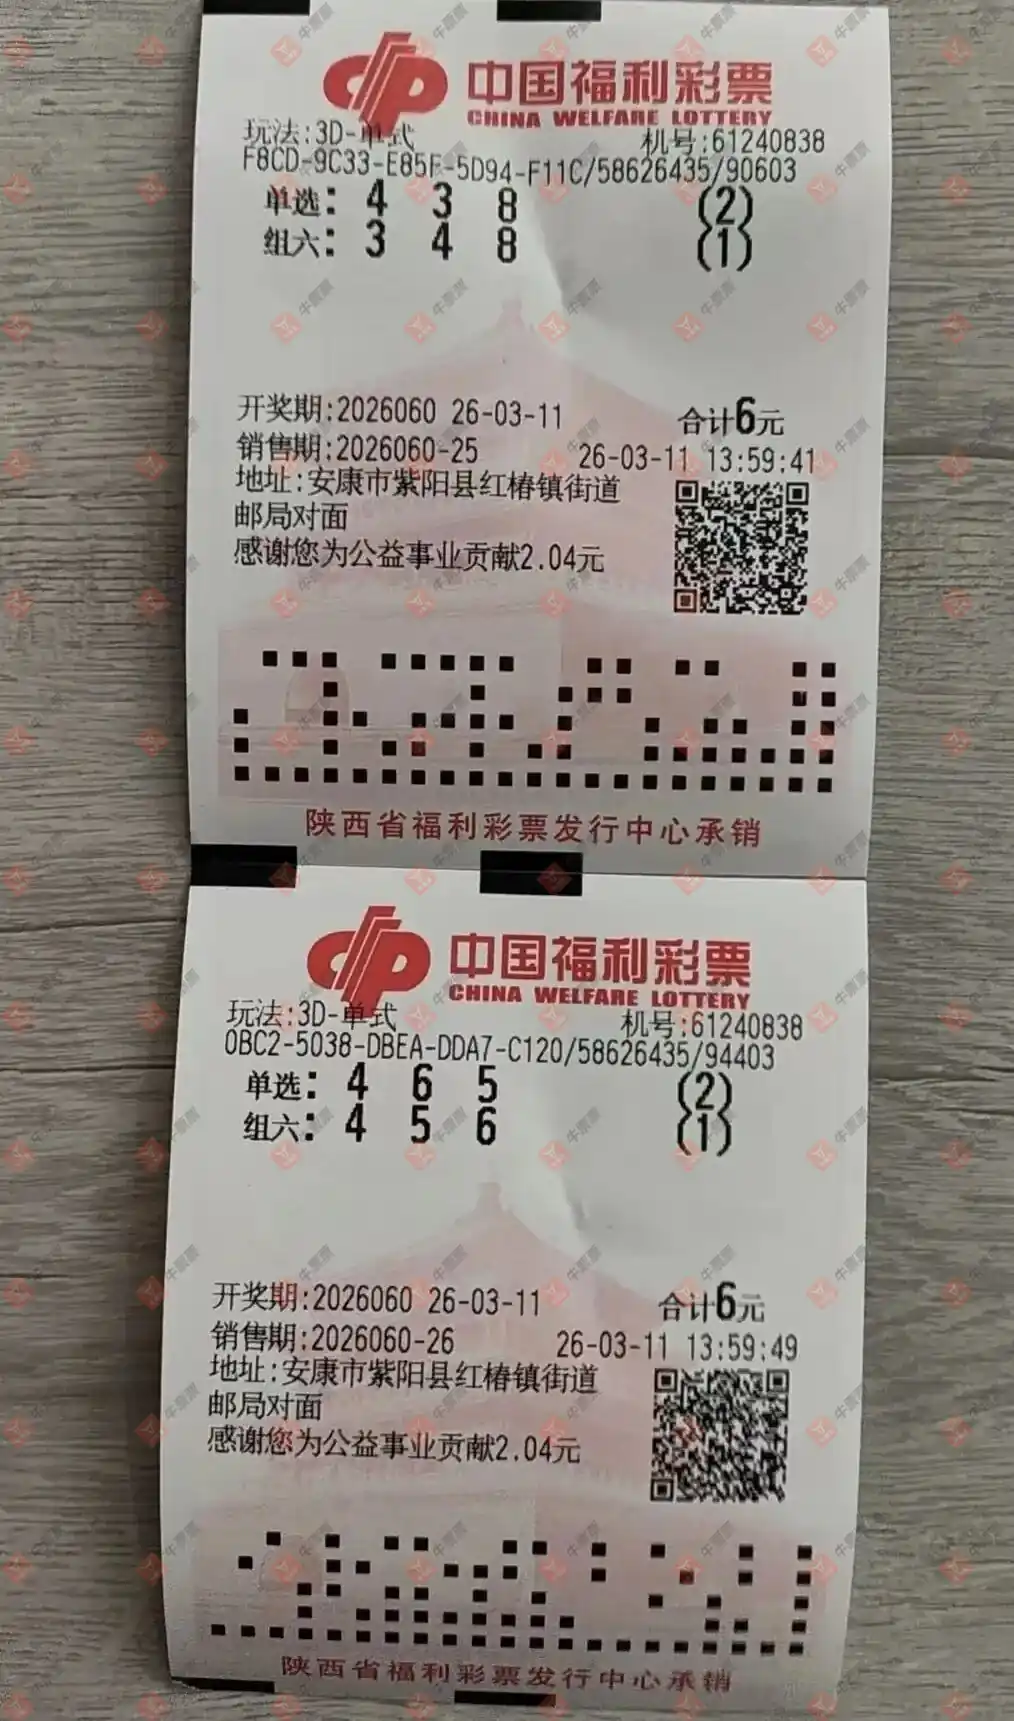 中国福利彩票
CHINA WELFARE LOTTERY
玩法:3D-单式 机号:61240838
F8CD-9C33-E85F-5D94-F11C/58626435/90603
单选: 4 3 8 (2)
组六: 3 4 8 (1)
开奖期:2026060 26-03-11 合计6元
销售期:2026060-25 26-03-11 13:59:41
地址:安康市紫阳县红椿镇街道
邮局对面
感谢您为公益事业贡献2.04元
陕西省福利彩票发行中心承销
中国福利彩票
CHINA WELFARE LOTTERY
玩法:3D-单式 机号:61240838
0BC2-5038-DBEA-DDA7-C120/58626435/94403
单选: 4 6 5 (2)
组六: 4 5 6 (1)
开奖期:2026060 26-03-11 合计6元
销售期:2026060-26 26-03-11 13:59:49
地址:安康市紫阳县红椿镇街道
邮局对面
感谢您为公益事业贡献2.04元
陕西省福利彩票发行中心承销